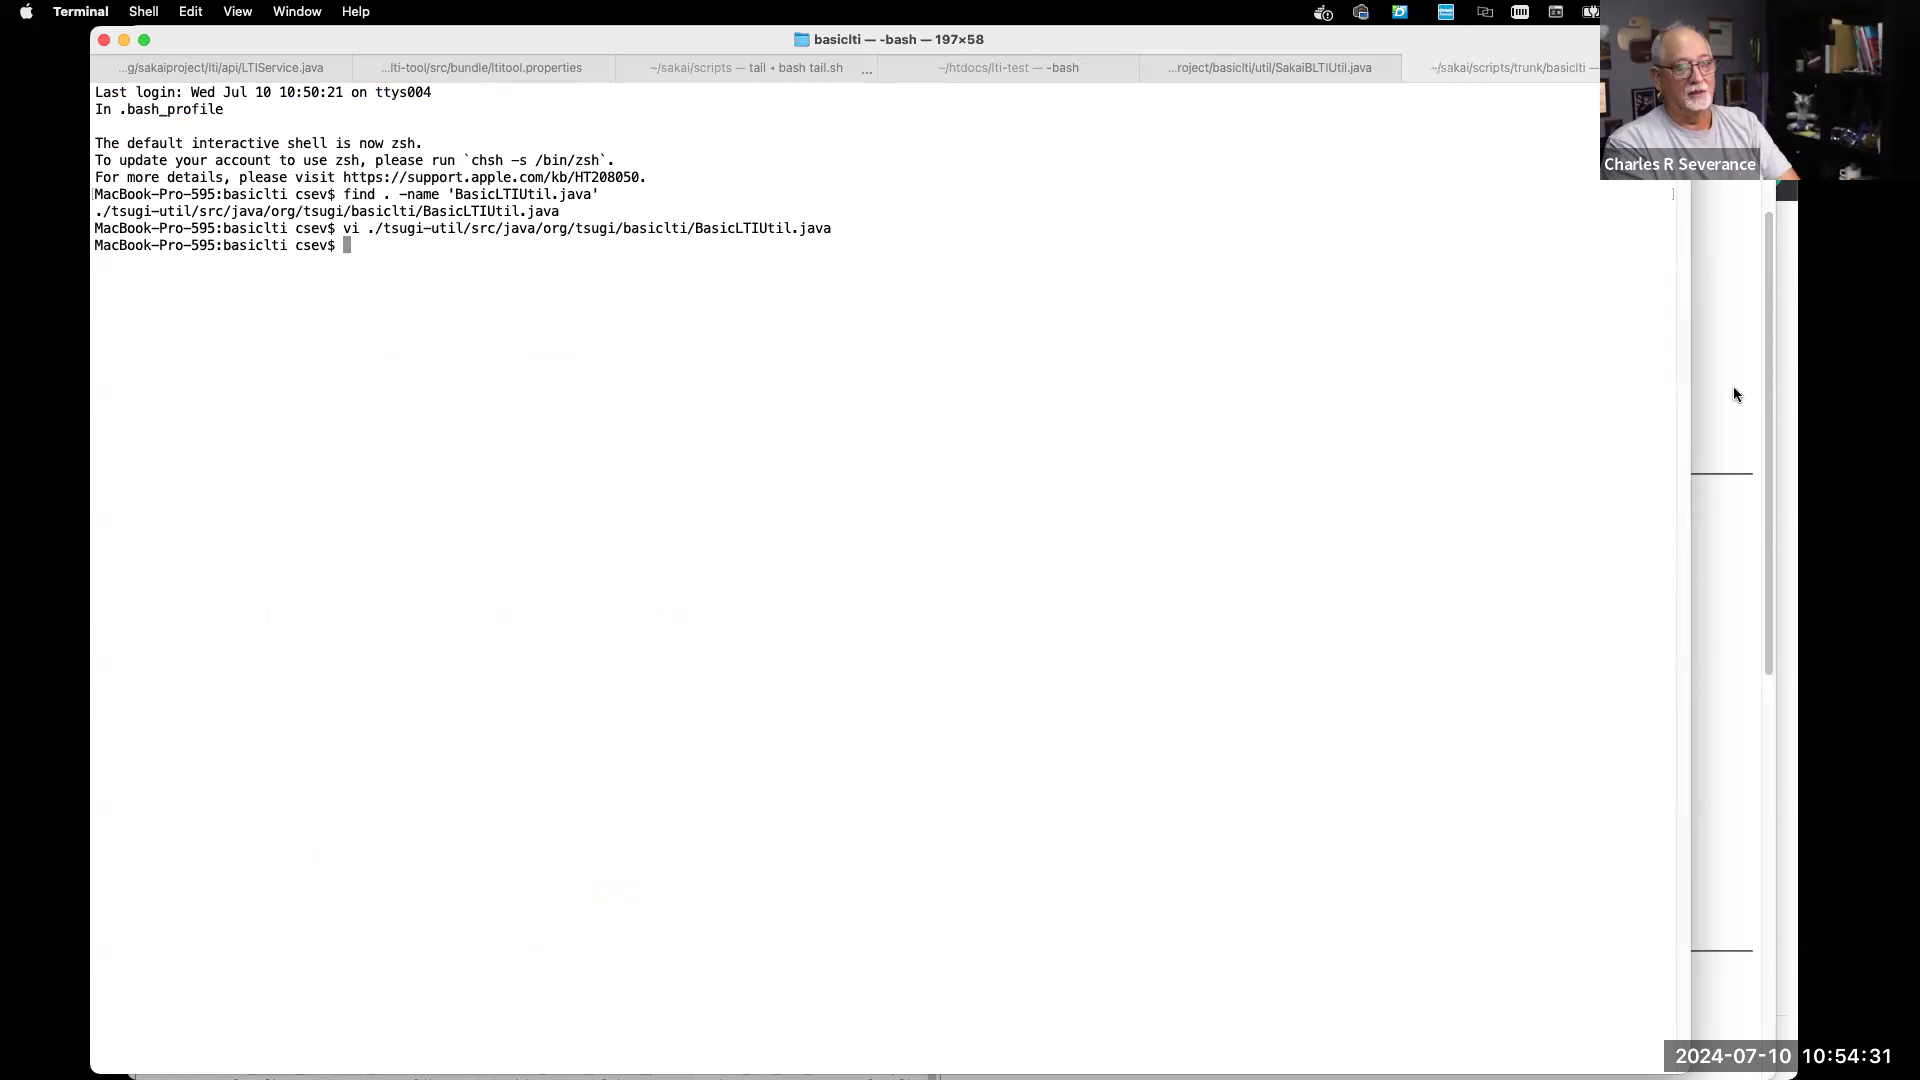 Terminal Shell Edit View Window Help
basiclti — -bash — 197×58
...g/sakaiproject/lti/api/LTIService.java
...lti-tool/src/bundle/ltitool.properties
~/sakai/scripts — tail • bash tail.sh ...
~/htdocs/lti-test — -bash
...roject/basiclti/util/SakaiBLTIUtil.java
~/sakai/scripts/trunk/basiclti —
Last login: Wed Jul 10 10:50:21 on ttys004
In .bash_profile
The default interactive shell is now zsh.
To update your account to use zsh, please run `chsh -s /bin/zsh`.
For more details, please visit https://support.apple.com/kb/HT208050.
[MacBook-Pro-595:basiclti csev$ find . -name 'BasicLTIUtil.java' ]
./tsugi-util/src/java/org/tsugi/basiclti/BasicLTIUtil.java
MacBook-Pro-595:basiclti csev$ vi ./tsugi-util/src/java/org/tsugi/basiclti/BasicLTIUtil.java
MacBook-Pro-595:basiclti csev$
Charles R Severance
2024-07-10 10:54:31